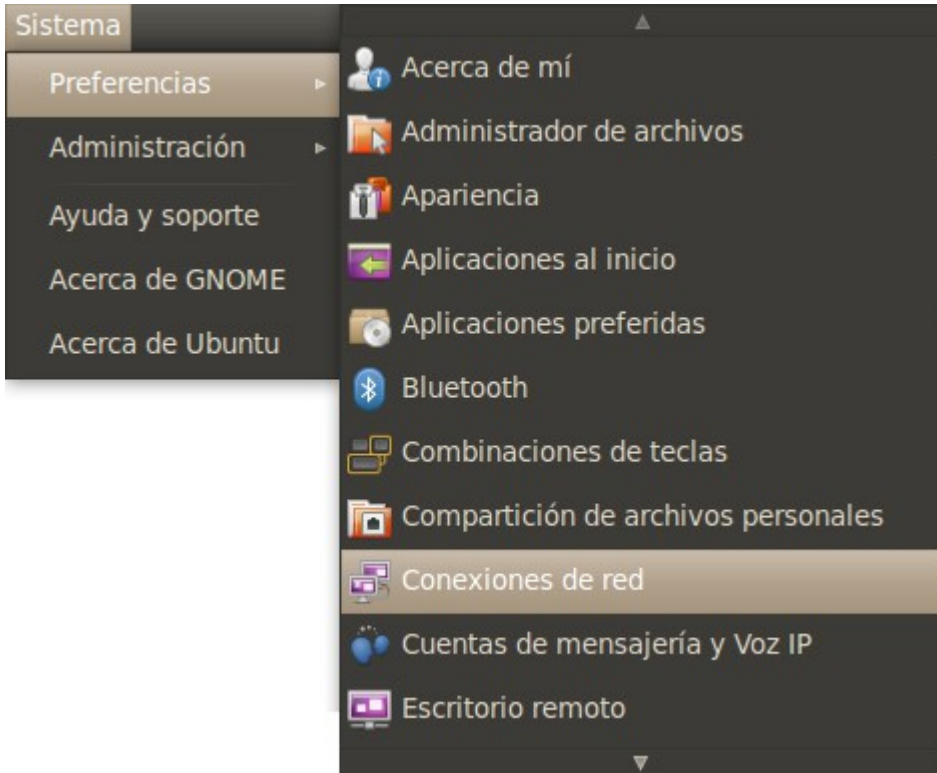 Sistema
Preferencias
Administración
Ayuda y soporte
Acerca de GNOME
Acerca de Ubuntu
Acerca de mí
Administrador de archivos
Apariencia
Aplicaciones al inicio
Aplicaciones preferidas
Bluetooth
Combinaciones de teclas
Compartición de archivos personales
Conexiones de red
Cuentas de mensajería y Voz IP
Escritorio remoto